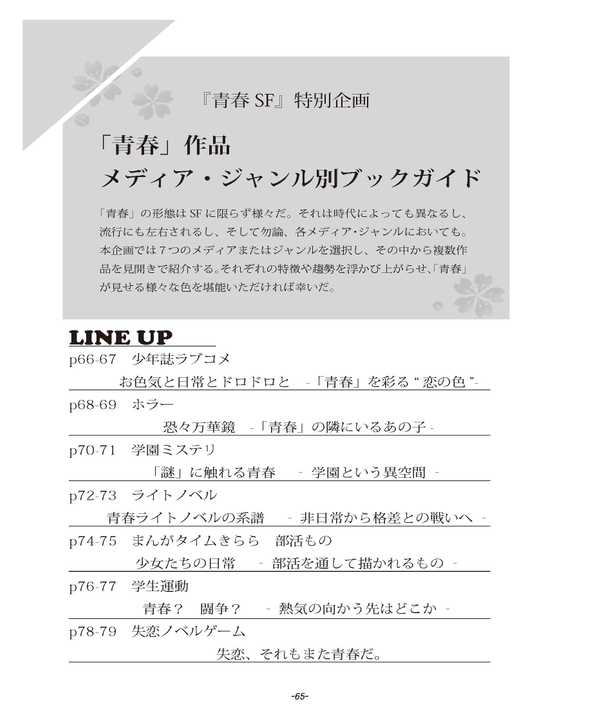 『青春 SF』特別企画
「青春」作品
メディア・ジャンル別ブックガイド
「青春」の形態は SF に限らず様々だ。それは時代によっても異なるし、
流行にも左右されるし、そして勿論、各メディア・ジャンルにおいても。
本企画では７つのメディアまたはジャンルを選択し、その中から複数作
品を見開きで紹介する。それぞれの特徴や趨勢を浮かび上がらせ、「青春」
が見せる様々な色を堪能いただければ幸いだ。
LINE UP
p66-67　少年誌ラブコメ
お色気と日常とドロドロと　-「青春」を彩る “ 恋の色 ”-
p68-69　ホラー
恐々万華鏡　-「青春」の隣にいるあの子 -
p70-71　学園ミステリ
「謎」に触れる青春　- 学園という異空間 -
p72-73　ライトノベル
青春ライトノベルの系譜　- 非日常から格差との戦いへ -
p74-75　まんがタイムきらら　部活もの
少女たちの日常　- 部活を通して描かれるもの -
p76-77　学生運動
青春？　闘争？　- 熱気の向かう先はどこか -
p78-79　失恋ノベルゲーム
失恋、それもまた青春だ。
-65-